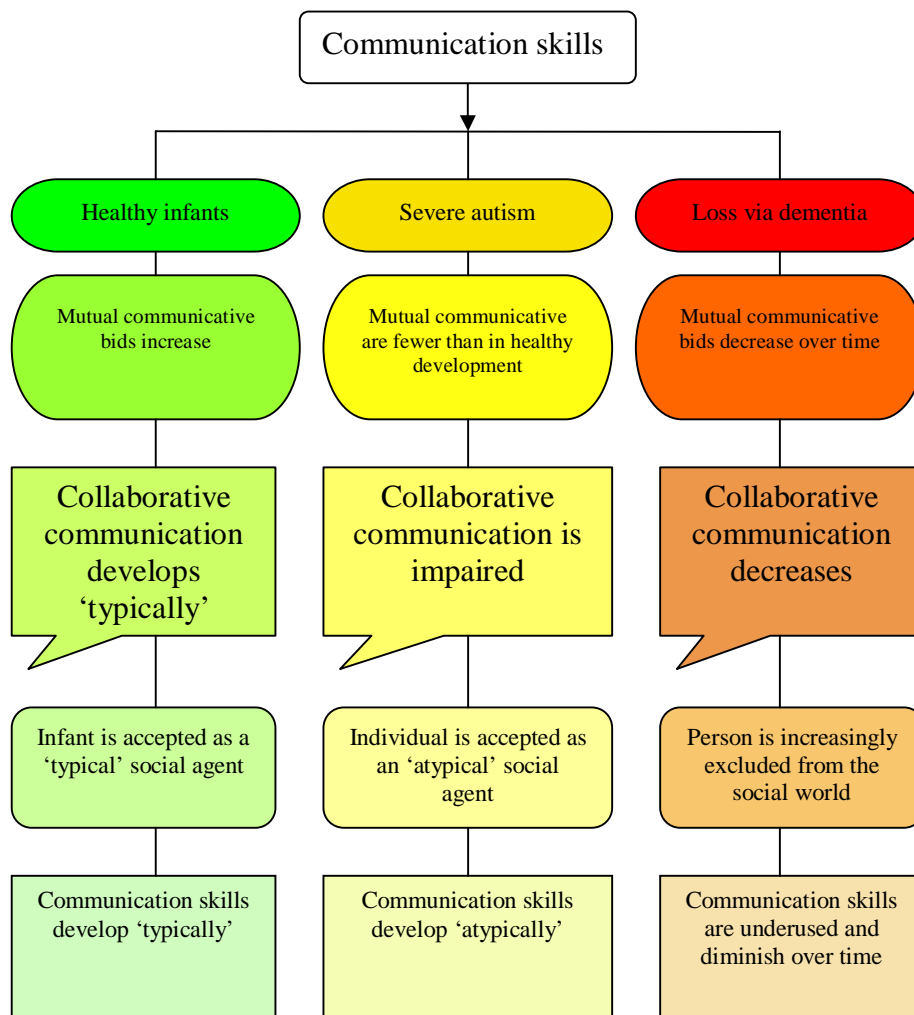 Communication skills
Healthy infants
Severe autism
Loss via dementia
Mutual communicative
bids increase
Mutual communicative
are fewer than in healthy
development
Mutual communicative
bids decrease over time
Collaborative
communication
develops
‘typically’
Collaborative
communication is
impaired
Collaborative
communication
decreases
Infant is accepted as a
‘typical’ social agent
Individual is accepted as
an ‘atypical’ social
agent
Person is increasingly
excluded from the
social world
Communication skills
develop ‘typically’
Communication skills
develop ‘atypically’
Communication skills
are underused and
diminish over time